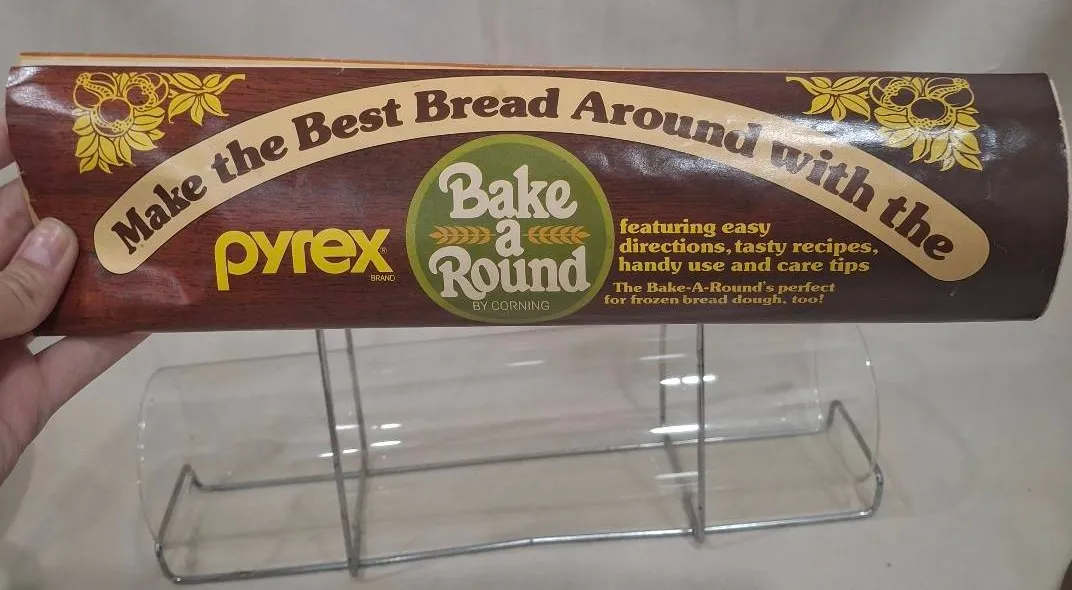 Make the Best Bread Around with the
pyrex®
BRAND
Bake
a
Round
BY CORNING
featuring easy
directions, tasty recipes,
handy use and care tips
The Bake-A-Round's perfect
for frozen bread dough, too!